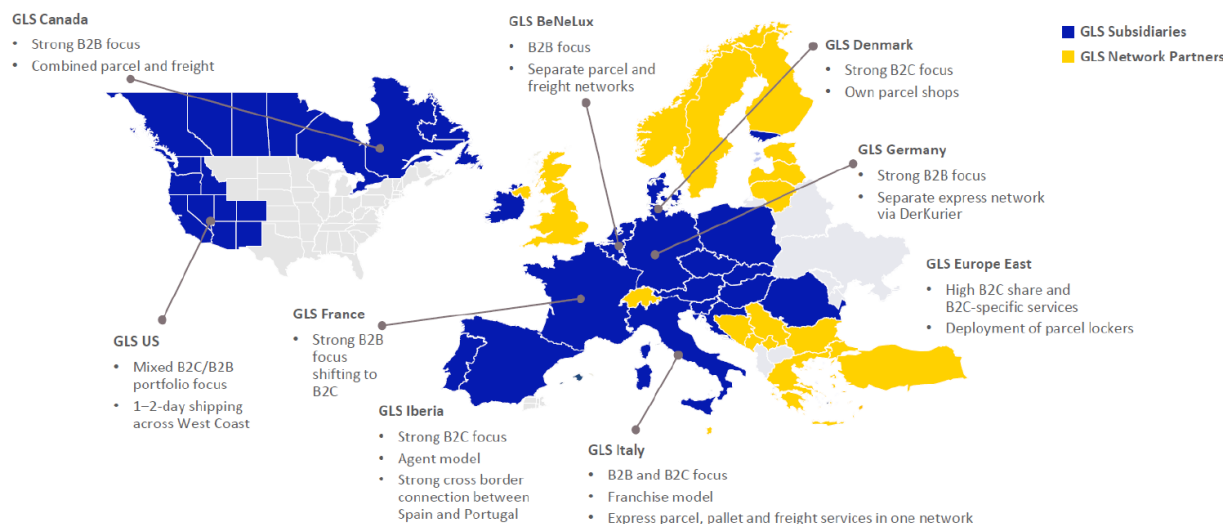 GLS Canada
• Strong B2B focus
• Combined parcel and freight
GLS BeNeLux
• B2B focus
• Separate parcel and
freight networks
GLS Denmark
• Strong B2C focus
• Own parcel shops
GLS Subsidiaries
GLS Network Partners
GLS Germany
• Strong B2B focus
• Separate express network
via DerKurier
GLS Europe East
• High B2C share and
B2C-specific services
• Deployment of parcel lockers
GLS US
• Mixed B2C/B2B
portfolio focus
• 1–2-day shipping
across West Coast
GLS France
• Strong B2B
focus
shifting to
B2C
GLS Iberia
• Strong B2C focus
• Agent model
• Strong cross border
connection between
Spain and Portugal
GLS Italy
• B2B and B2C focus
• Franchise model
• Express parcel, pallet and freight services in one network